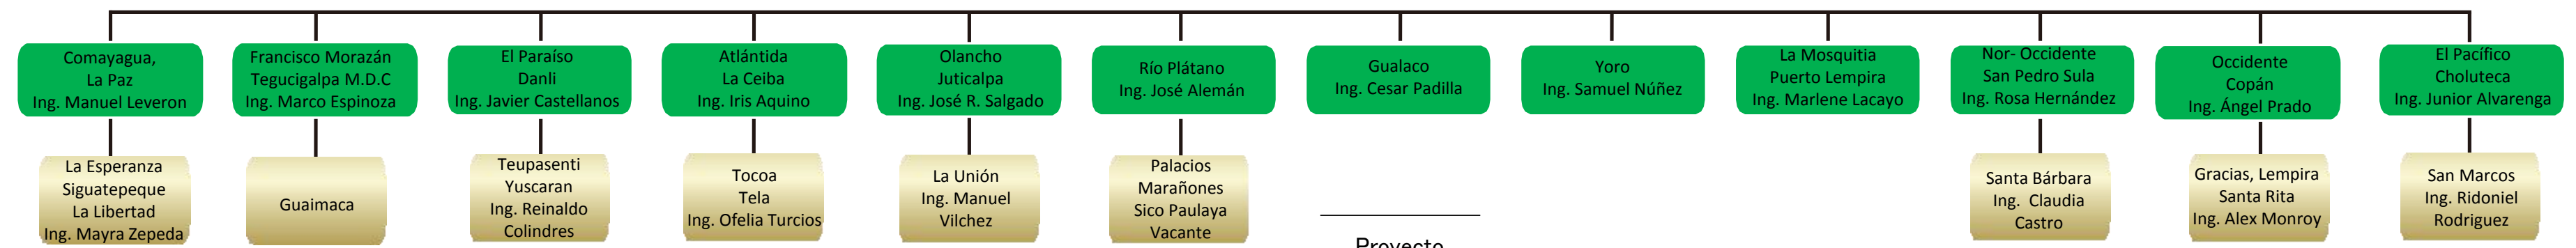 Comayagua,
La Paz
Ing. Manuel Leveron
Francisco Morazán
Tegucigalpa M.D.C
Ing. Marco Espinoza
El Paraíso
Danli
Ing. Javier Castellanos
Atlántida
La Ceiba
Ing. Iris Aquino
Olancho
Juticalpa
Ing. José R. Salgado
Río Plátano
Ing. José Alemán
Gualaco
Ing. Cesar Padilla
Yoro
Ing. Samuel Núñez
La Mosquitia
Puerto Lempira
Ing. Marlene Lacayo
Nor- Occidente
San Pedro Sula
Ing. Rosa Hernández
Occidente
Copán
Ing. Ángel Prado
El Pacífico
Choluteca
Ing. Junior Alvarenga
La Esperanza
Siguatepeque
La Libertad
Ing. Mayra Zepeda
Guaimaca
Teupasenti
Yuscaran
Ing. Reinaldo
Colindres
Tocoa
Tela
Ing. Ofelia Turcios
La Unión
Ing. Manuel
Vilchez
Palacios
Marañones
Sico Paulaya
Vacante
Santa Bárbara
Ing. Claudia
Castro
Gracias, Lempira
Santa Rita
Ing. Alex Monroy
San Marcos
Ing. Ridoniel
Rodriguez
Proyecto